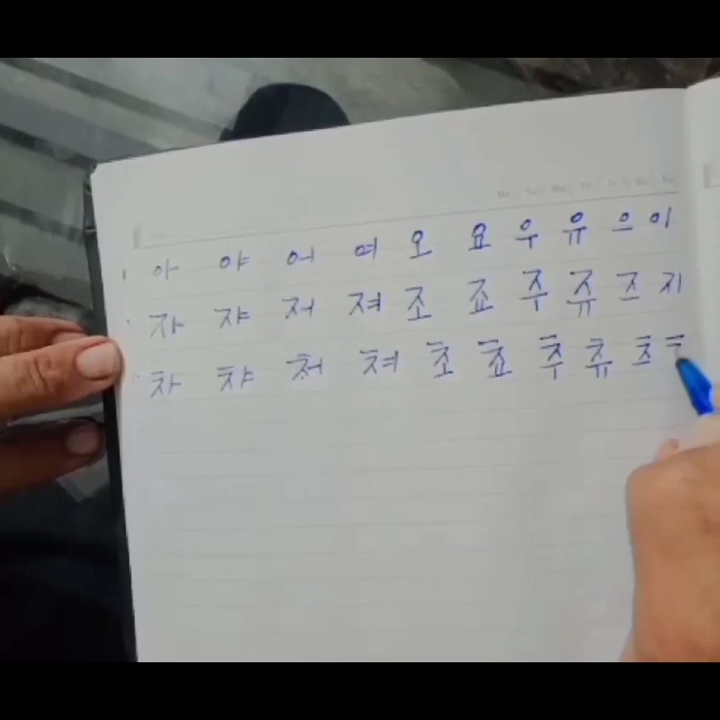 아 야 어 여 오 요 우 유 으 이
자 쟈 저 져 조 죠 주 쥬 즈 지
차 챠 처 쳐 초 쵸 추 츄 츠